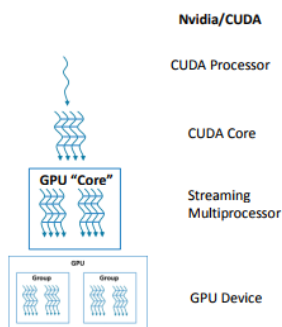 Nvidia/CUDA
CUDA Processor
CUDA Core
GPU “Core”
Streaming
Multiprocessor
GPU
Group
Group
GPU Device